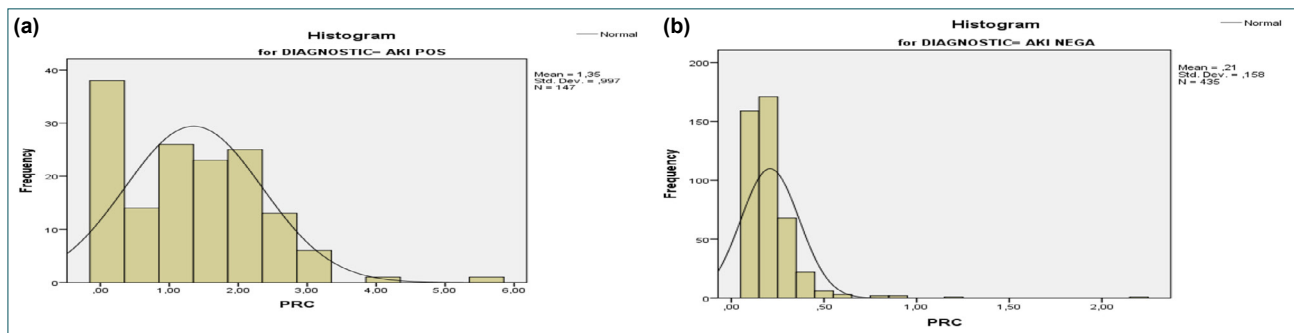 (a)
Histogram
Normal
for DIAGNOSTIC= AKI POS
Mean = 1,35
Std. Dev. = ,997
N = 147
40
30
20
10
0
Frequency
,00 1,00 2,00 3,00 4,00 5,00 6,00
PRC
(b)
Histogram
Normal
for DIAGNOSTIC= AKI NEGA
Mean = ,21
Std. Dev. = ,158
N = 435
200
150
100
50
0
Frequency
,00 ,50 1,00 1,50 2,00
PRC